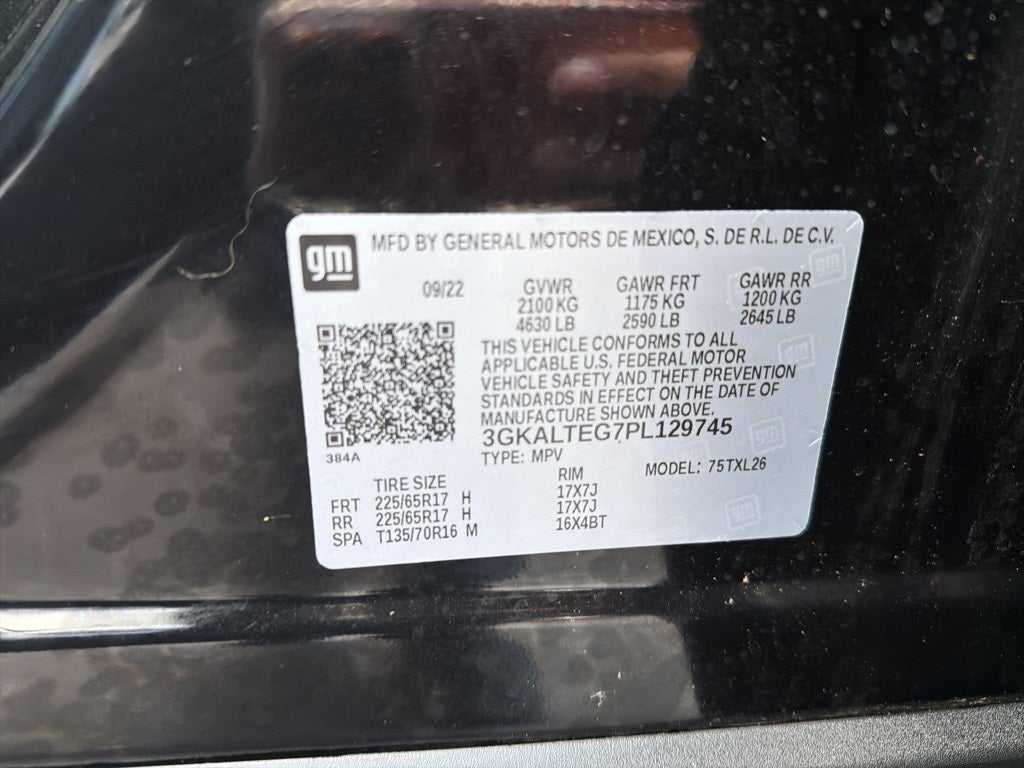 gm
MFD BY GENERAL MOTORS DE MEXICO, S. DE R.L. DE C.V.
09/22 GVWR GAWR FRT GAWR RR
2100 KG 1175 KG 1200 KG
4630 LB 2590 LB 2645 LB
THIS VEHICLE CONFORMS TO ALL
APPLICABLE U.S. FEDERAL MOTOR
VEHICLE SAFETY AND THEFT PREVENTION
STANDARDS IN EFFECT ON THE DATE OF
MANUFACTURE SHOWN ABOVE.
3GKALTEG7PL129745
384A
TYPE: MPV MODEL: 75TXL26
TIRE SIZE RIM
FRT 225/65R17 H 17X7J
RR 225/65R17 H 17X7J
SPA T135/70R16 M 16X4BT